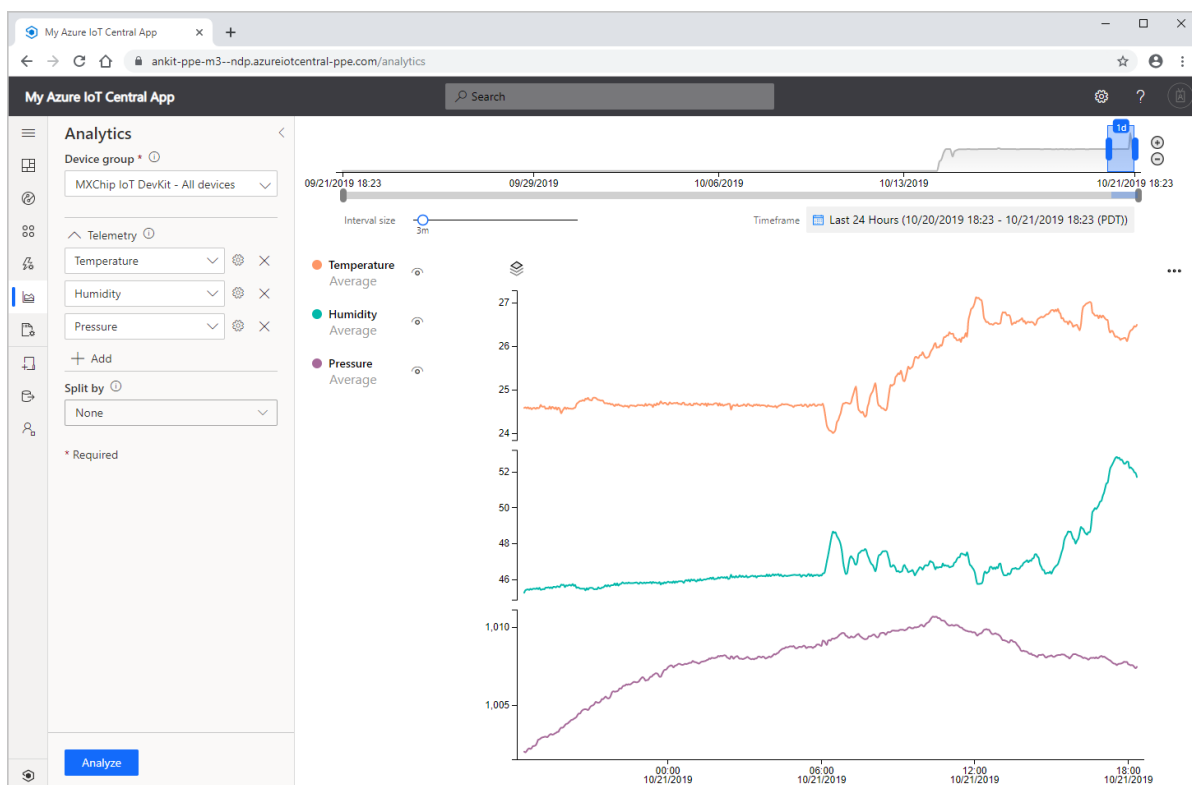 My Azure IoT Central App
ankit-ppe-m3--ndp.azureiotcentral-ppe.com/analytics
My Azure IoT Central App
Search
?
A
Analytics
Device group *
MXChip IoT DevKit - All devices
Telemetry
Temperature
Humidity
Pressure
Add
Split by
None
* Required
Analyze
1d
09/21/2019 18:23
09/29/2019
10/06/2019
10/13/2019
10/21/2019 18:23
Interval size
3m
Timeframe
Last 24 Hours (10/20/2019 18:23 - 10/21/2019 18:23 (PDT))
Temperature
Average
Humidity
Average
Pressure
Average
27
26
25
24
52
50
48
46
1,010
1,005
00:00
10/21/2019
06:00
10/21/2019
12:00
10/21/2019
18:00
10/21/2019